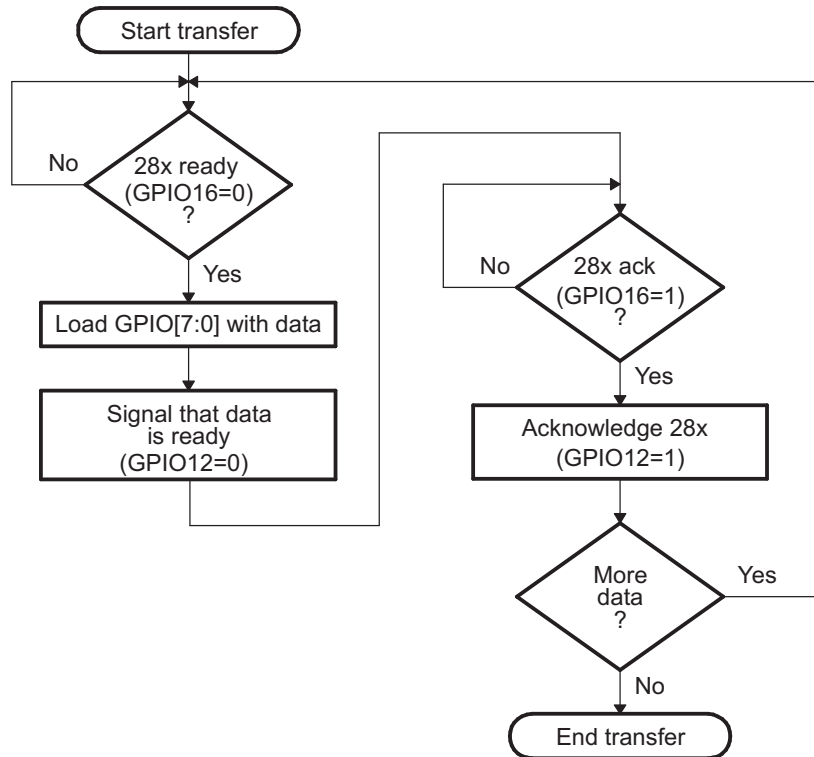 Start transfer
No
28x ready
(GPIO16=0)
?
Yes
Load GPIO[7:0] with data
Signal that data
is ready
(GPIO12=0)
No
28x ack
(GPIO16=1)
?
Yes
Acknowledge 28x
(GPIO12=1)
More
data
?
Yes
No
End transfer